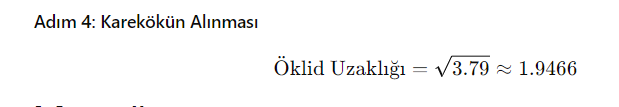 Adım 4: Karekökün Alınması
Öklid Uzaklığı = √3.79 ≈ 1.9466